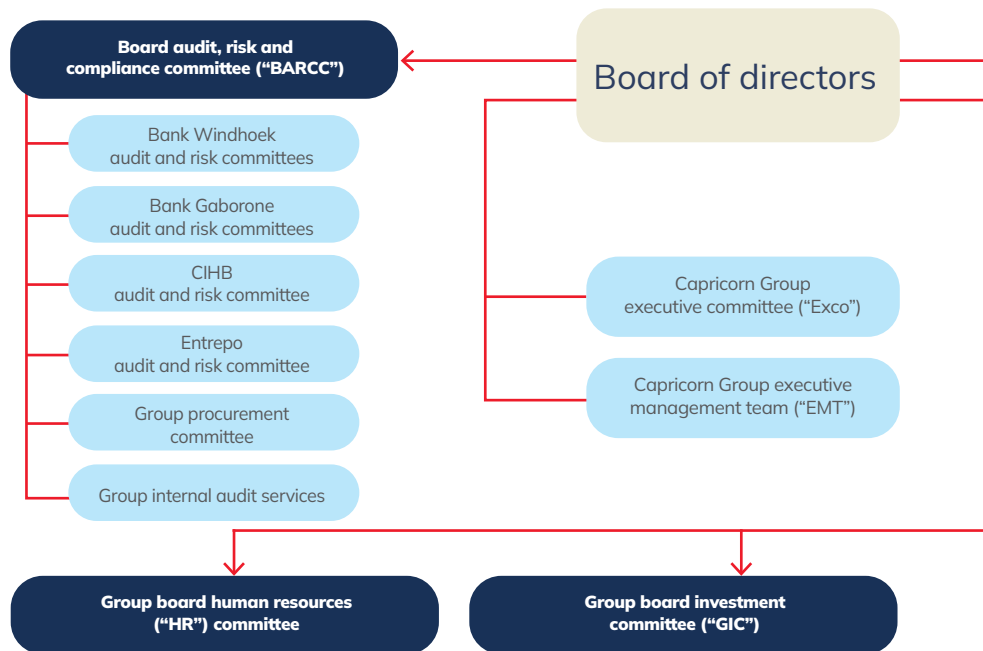 Board audit, risk and
compliance committee (“BARCC”)
Board of directors
Bank Windhoek
audit and risk committees
Bank Gaborone
audit and risk committees
CIHB
audit and risk committee
Entrepo
audit and risk committee
Group procurement
committee
Group internal audit services
Capricorn Group
executive committee (“Exco”)
Capricorn Group executive
management team (“EMT”)
Group board human resources
(“HR”) committee
Group board investment
committee (“GIC”)